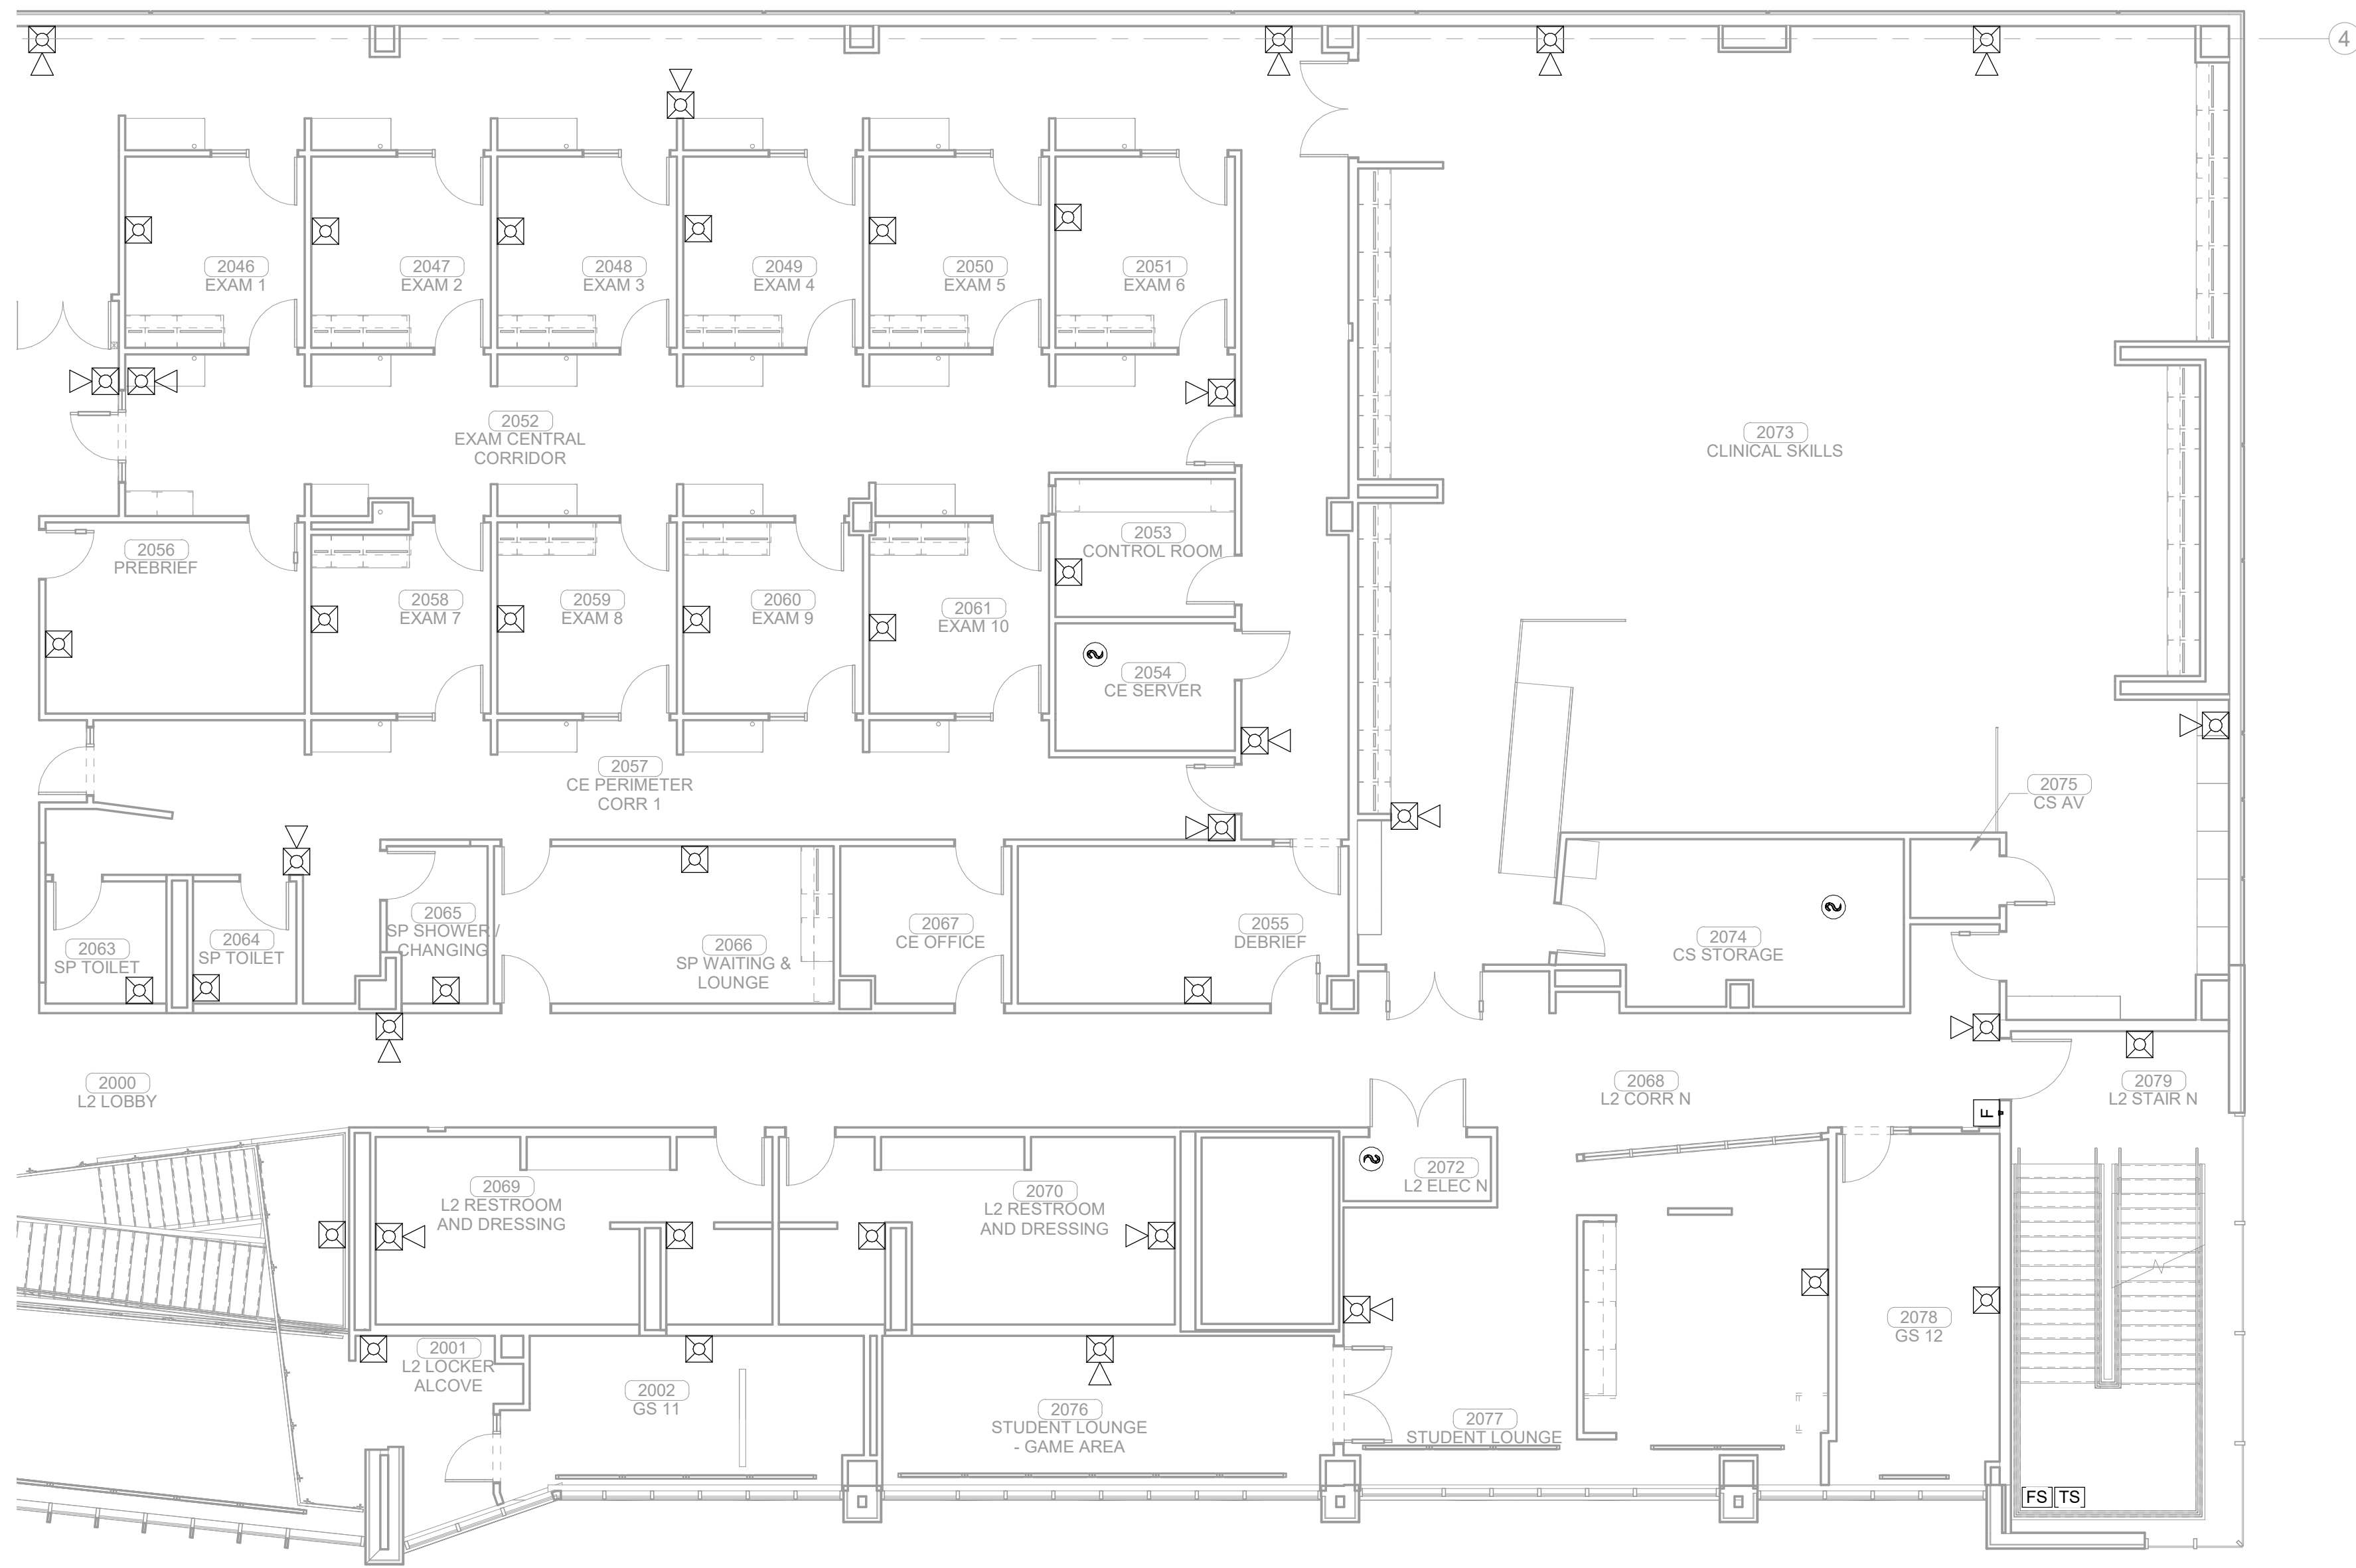 4
2046
EXAM 1
2047
EXAM 2
2048
EXAM 3
2049
EXAM 4
2050
EXAM 5
2051
EXAM 6
2052
EXAM CENTRAL
CORRIDOR
2073
CLINICAL SKILLS
2056
PREBRIEF
2053
CONTROL ROOM
2058
EXAM 7
2059
EXAM 8
2060
EXAM 9
2061
EXAM 10
2054
CE SERVER
2057
CE PERIMETER
CORR 1
2075
CS AV
2063
SP TOILET
2064
SP TOILET
2065
SP SHOWER /
CHANGING
2066
SP WAITING &
LOUNGE
2067
CE OFFICE
2055
DEBRIEF
2074
CS STORAGE
2000
L2 LOBBY
2068
L2 CORR N
2079
L2 STAIR N
F
2069
L2 RESTROOM
AND DRESSING
2070
L2 RESTROOM
AND DRESSING
2072
L2 ELEC N
2078
GS 12
2001
L2 LOCKER
ALCOVE
2002
GS 11
2076
STUDENT LOUNGE
- GAME AREA
2077
STUDENT LOUNGE
FS TS